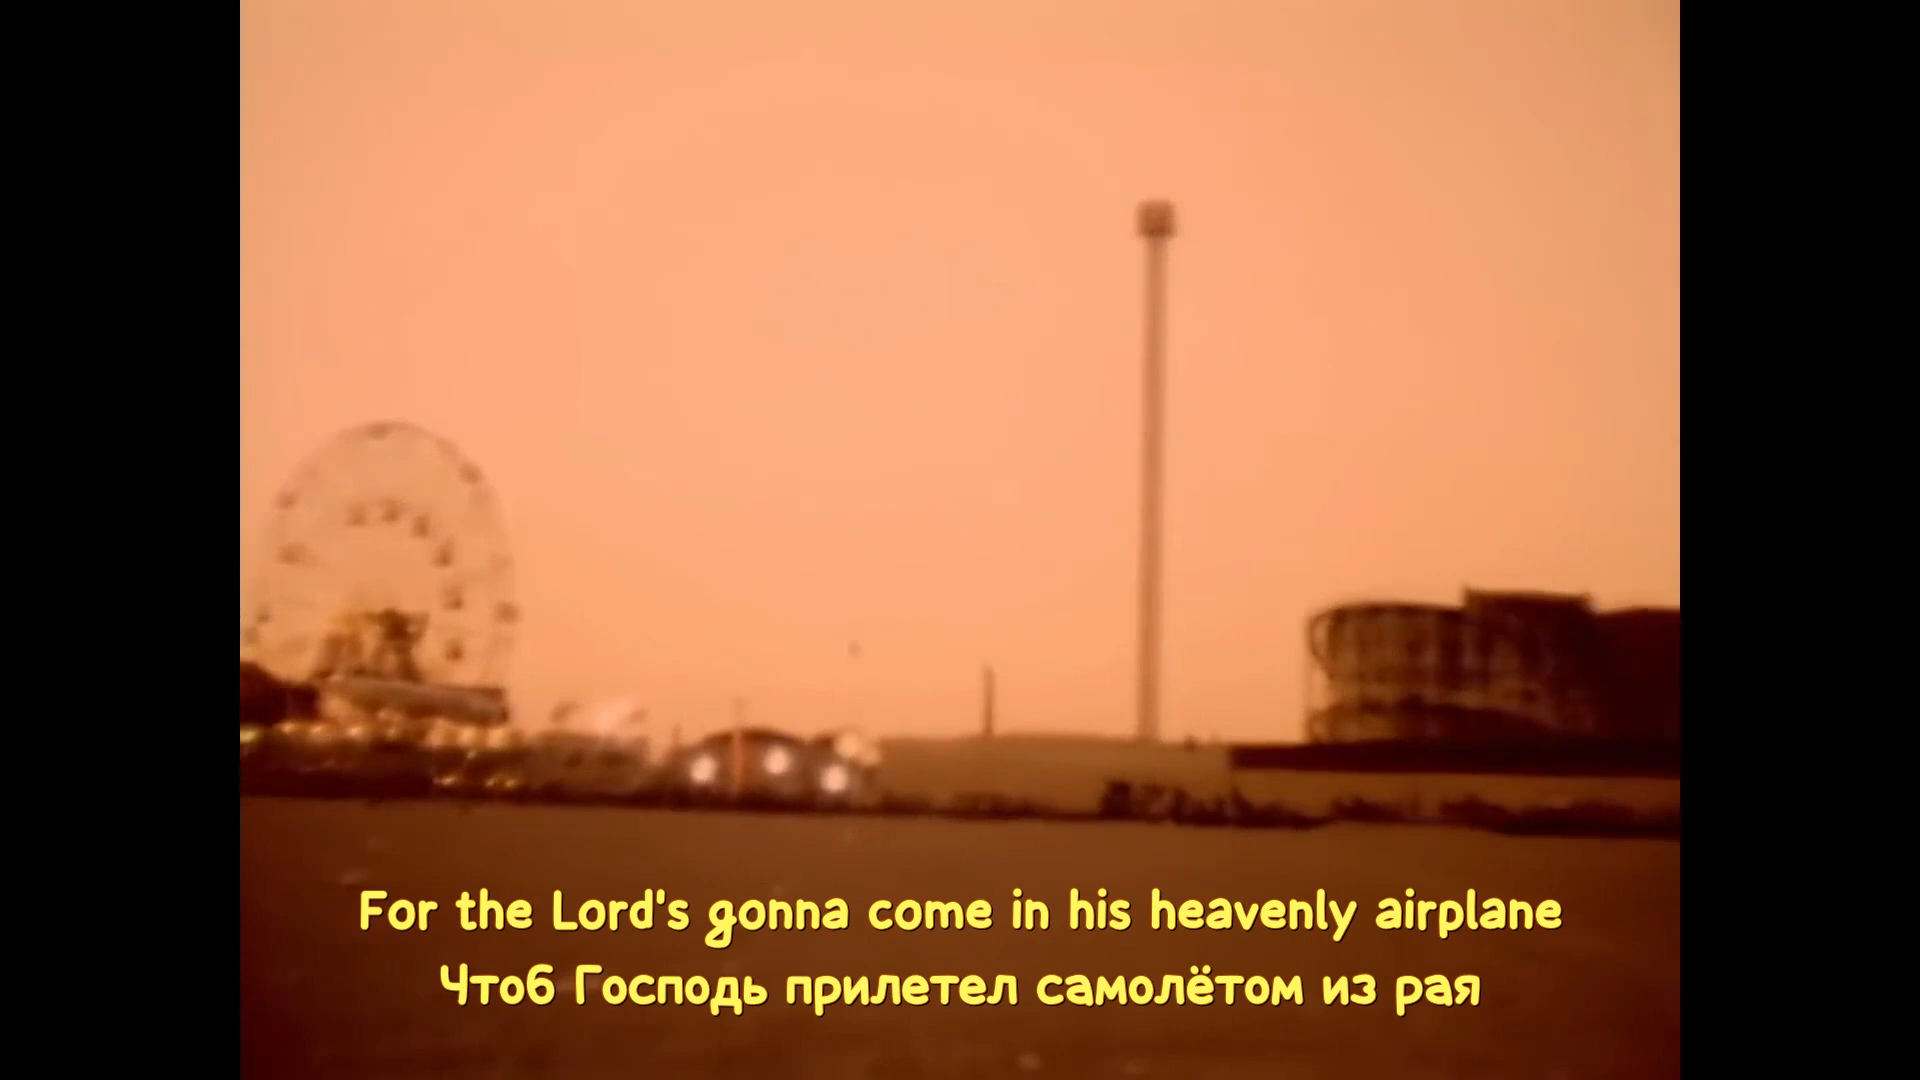 For the Lord's gonna come in his heavenly airplane
Чтоб Господь прилетел самолётом из рая